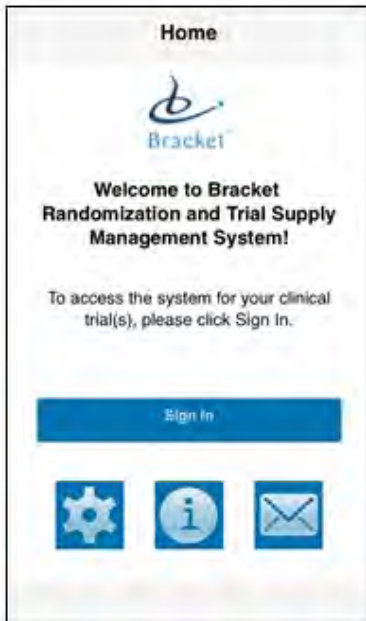 Home
Bracket
Welcome to Bracket
Randomization and Trial Supply
Management System!
To access the system for your clinical
trial(s), please click Sign In.
Sign In